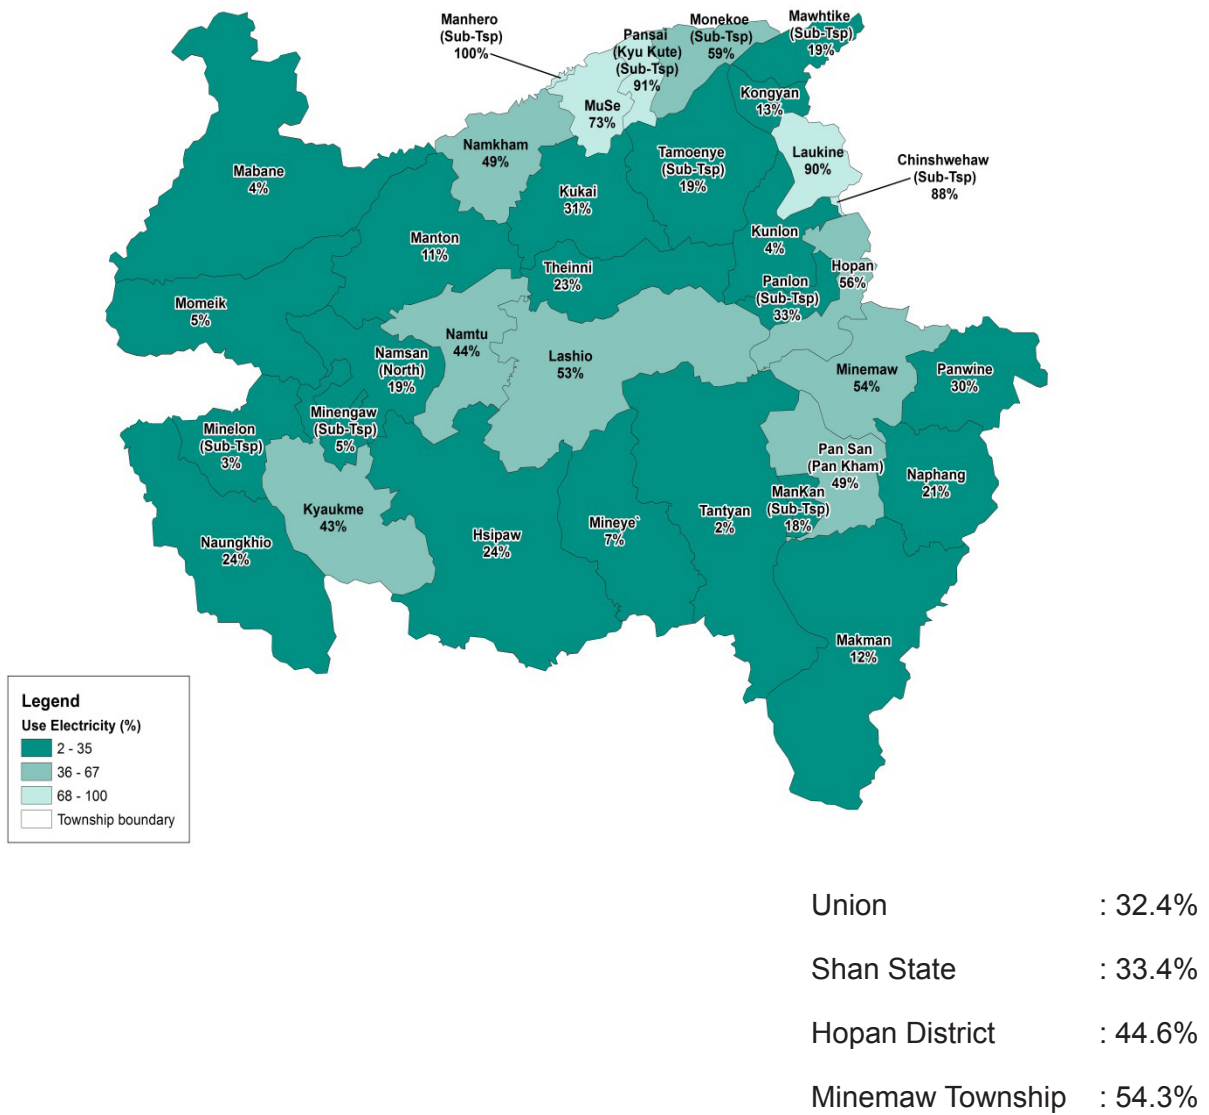 Manhero
(Sub-Tsp)
100%
Pansai
(Kyu Kute)
(Sub-Tsp)
91%
Monekoe
(Sub-Tsp)
59%
Mawhtike
(Sub-Tsp)
19%
Kongyan
13%
MuSe
73%
Namkham
49%
Tamoenye
(Sub-Tsp)
19%
Laukine
90%
Chinshwehaw
(Sub-Tsp)
88%
Mabane
4%
Kukai
31%
Manton
11%
Kunlon
4%
Hopan
56%
Theinni
23%
Panlon
(Sub-Tsp)
33%
Momeik
5%
Namtu
44%
Namsan
(North)
19%
Lashio
53%
Minemaw
54%
Panwine
30%
Minengaw
(Sub-Tsp)
5%
Minelon
(Sub-Tsp)
3%
Pan San
(Pan Kham)
49%
Naphang
21%
ManKan
(Sub-Tsp)
18%
Kyaukme
43%
Tantyan
2%
Hsipaw
24%
Mineye`
7%
Naungkhio
24%
Makman
12%
Legend
Use Electricity (%)
2 - 35
36 - 67
68 - 100
Township boundary
Union : 32.4%
Shan State : 33.4%
Hopan District : 44.6%
Minemaw Township : 54.3%